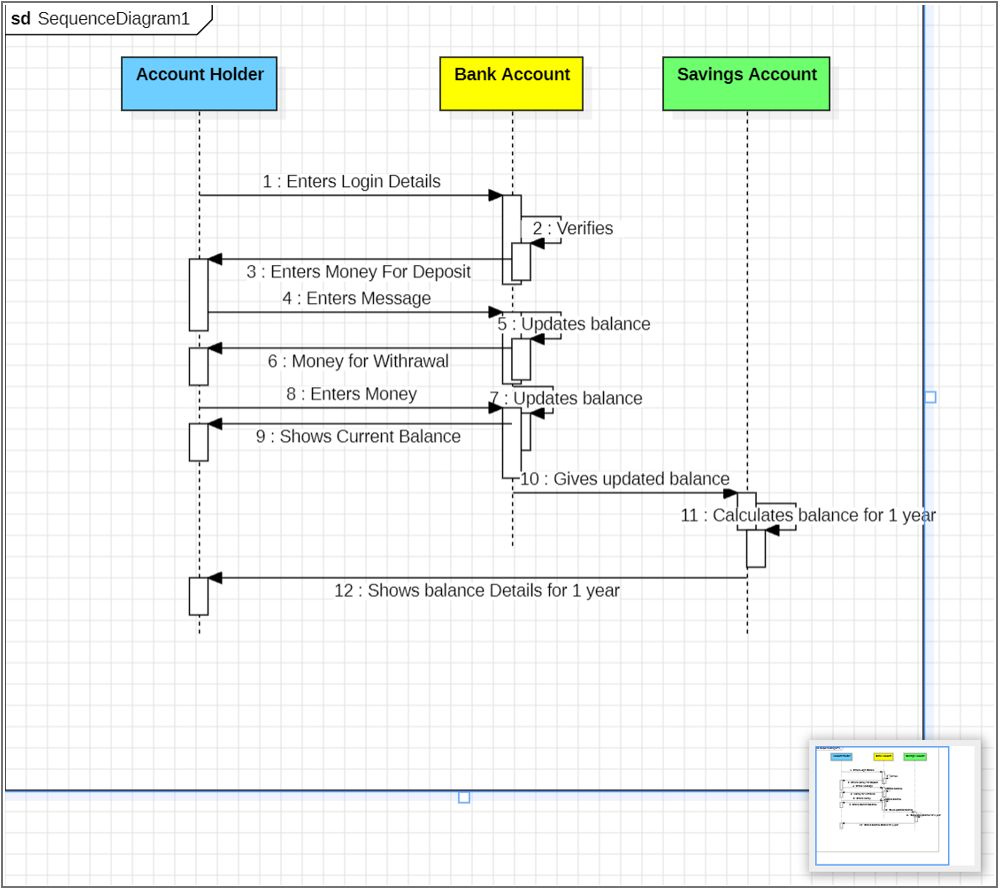 sd SequenceDiagram1
Account Holder
Bank Account
Savings Account
1 : Enters Login Details
2 : Verifies
3 : Enters Money For Deposit
4 : Enters Message
5 : Updates balance
6 : Money for Withrawal
8 : Enters Money
7 : Updates balance
9 : Shows Current Balance
10 : Gives updated balance
11 : Calculates balance for 1 year
12 : Shows balance Details for 1 year